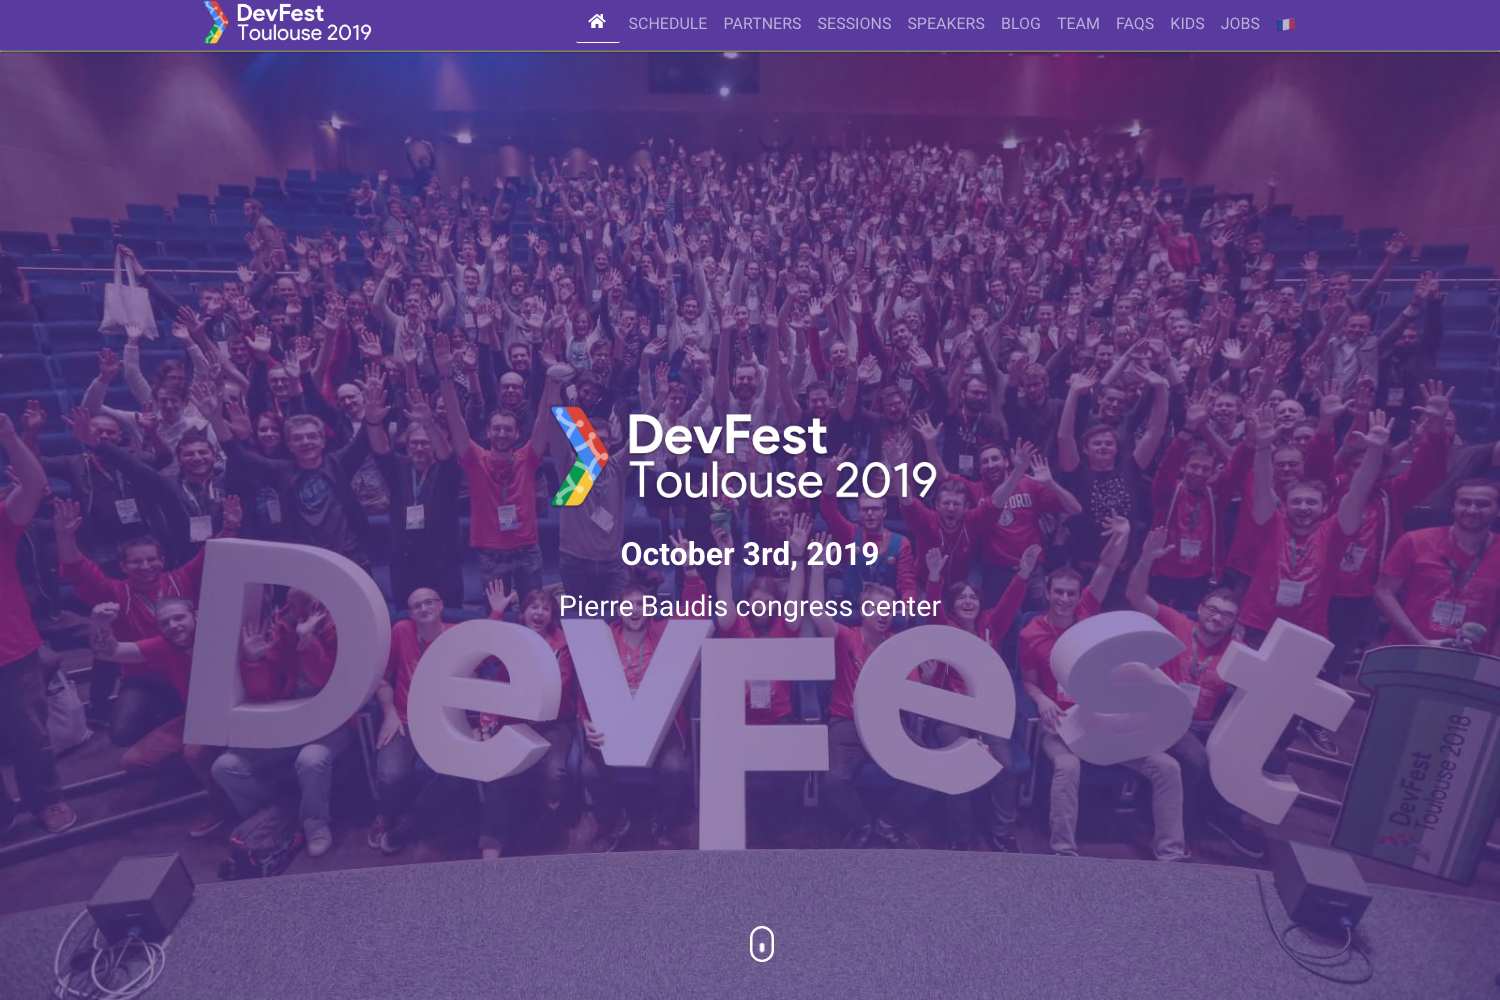 DevFest
Toulouse 2019
SCHEDULE PARTNERS SESSIONS SPEAKERS BLOG TEAM FAQS KIDS JOBS
DevFest
Toulouse 2019
October 3rd, 2019
Pierre Baudis congress center
DevFest
DevFest
Toulouse 2018